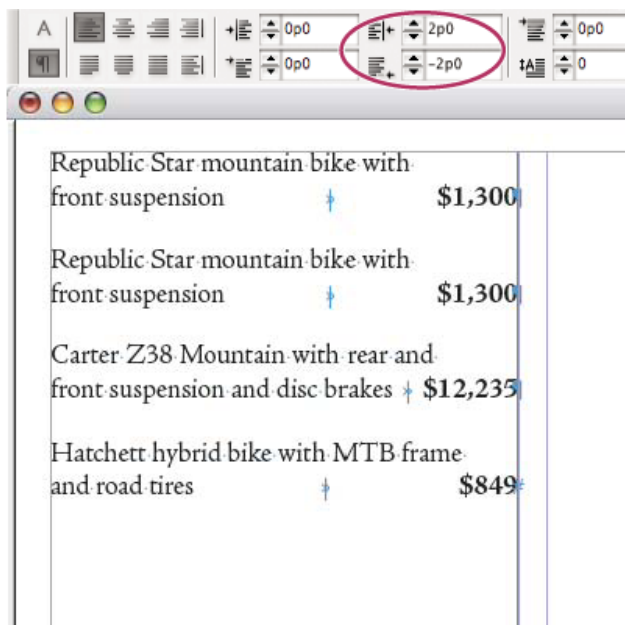 A 0p0 2p0 0p0
¶ 0p0 -2p0 A 0
Republic Star mountain bike with
front suspension $1,300
Republic Star mountain bike with
front suspension $1,300
Carter Z38 Mountain with rear and
front suspension and disc brakes $12,235
Hatchett hybrid bike with MTB frame
and road tires $849